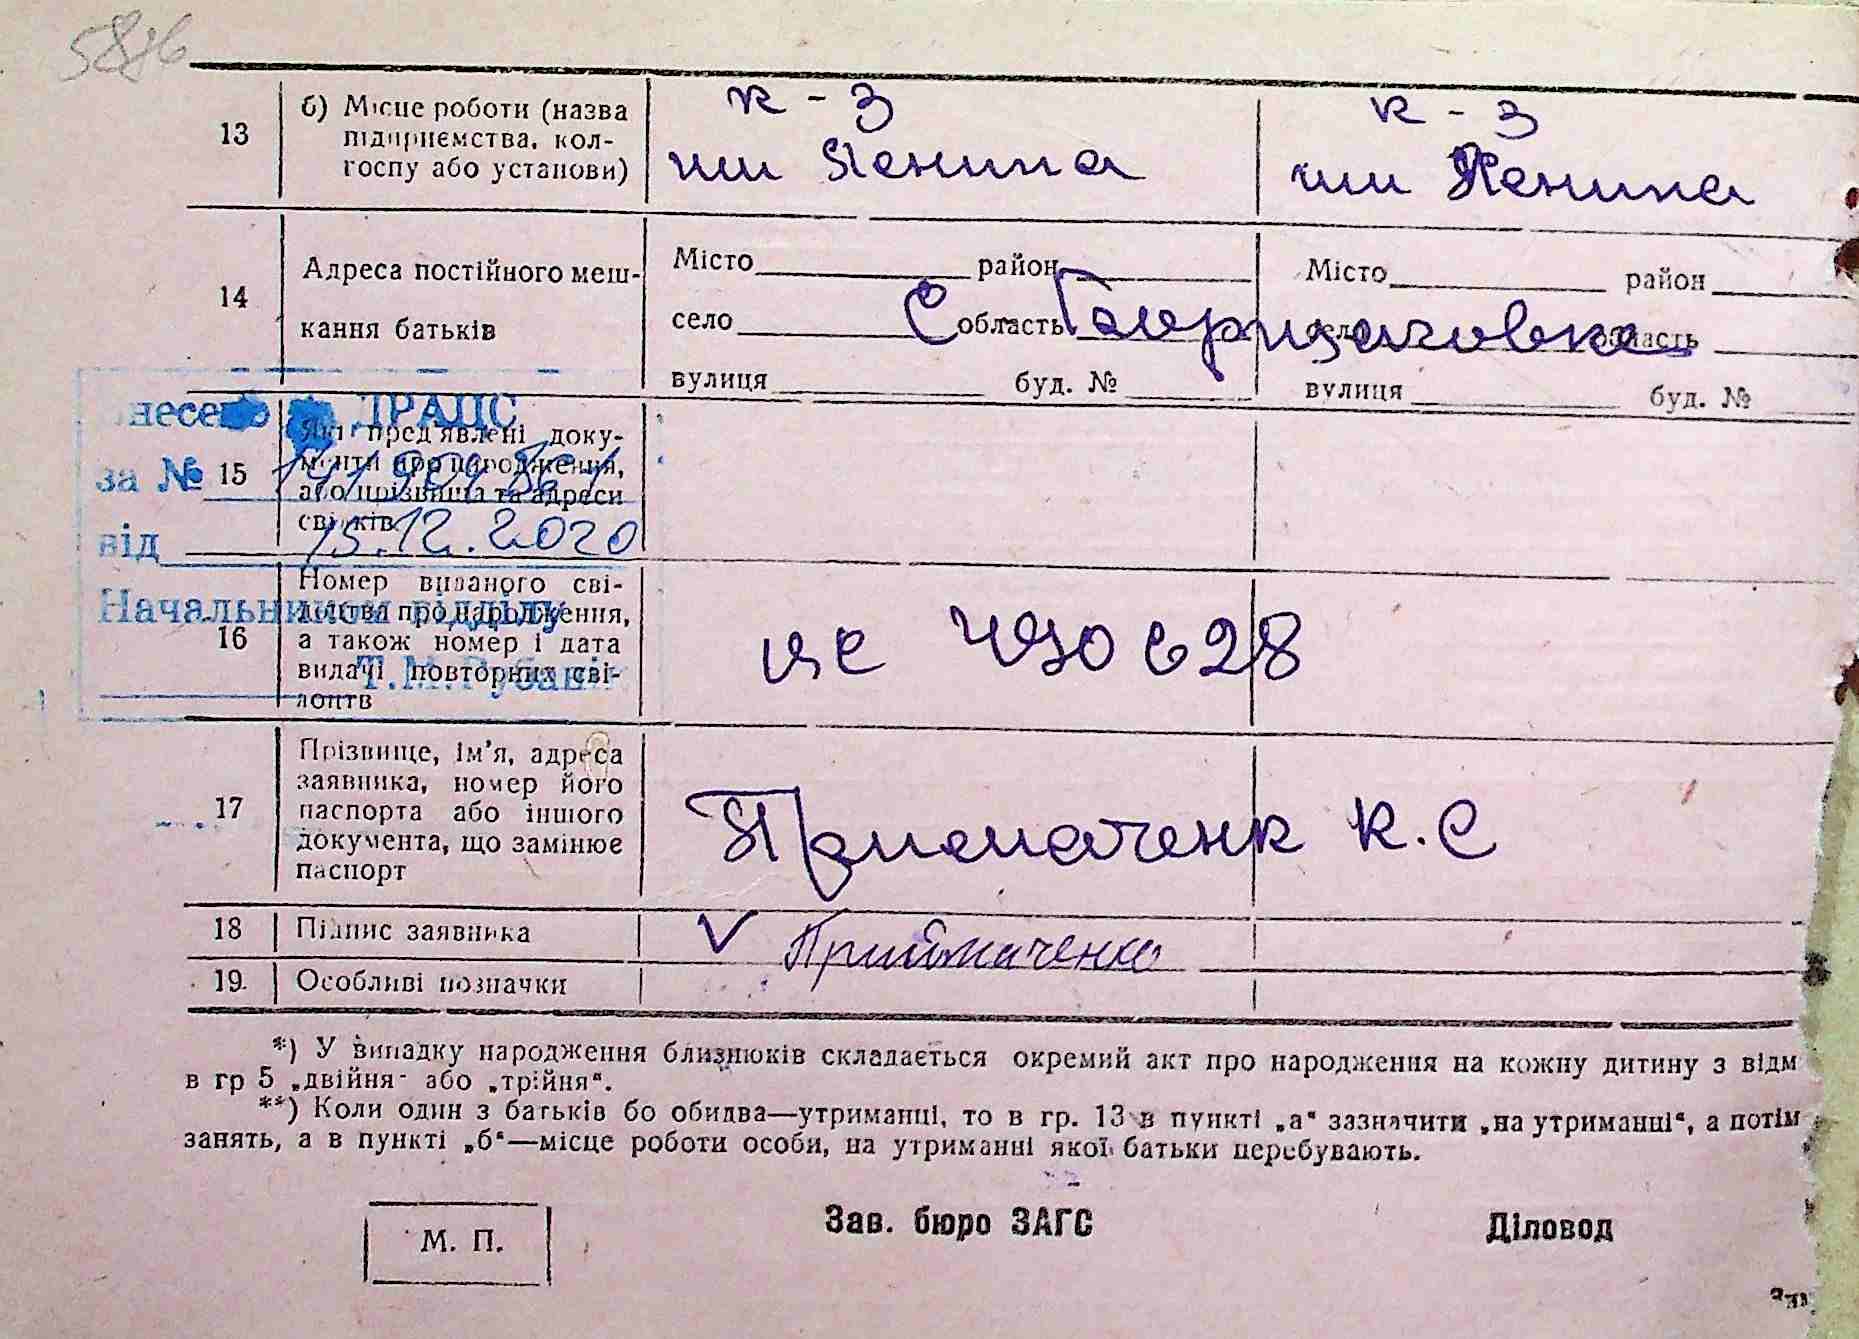 5876
13
б) Місце роботи (назва
підприємства, кол-
госпу або установи)
к - з
им Ленина
к - з
им Ленина
14
Адреса постійного меш-
кання батьків
Місто район
село С область
вулиця буд. №
Місто район
село область
вулиця буд. №
Внесено ДРАЦС
за №
від 15.12.2020
Начальником відділу
15
Які пред'явлені доку-
менти про народження,
або прізвища та адреси
свідків
16
Номер виданого сві-
доцтва про народження,
а також номер і дата
видачі повторних сві-
доцтв
17
Прізвище, ім'я, адреса
заявника, номер його
паспорта або іншого
документа, що замінює
паспорт
К. С
18
Підпис заявника
V Приймаченко
19.
Особливі позначки
*) У випадку народження близнюків складається окремий акт про народження на кожну дитину з відм
в гр 5 „двійня" або „трійня“.
**) Коли один з батьків бо обидва—утриманці, то в гр. 13 в пункті „а“ зазначити „на утриманні“, а потім
занять, а в пункті „б“—місце роботи особи, на утриманні якої батьки перебувають.
М. П.
Зав. бюро ЗАГС
Діловод